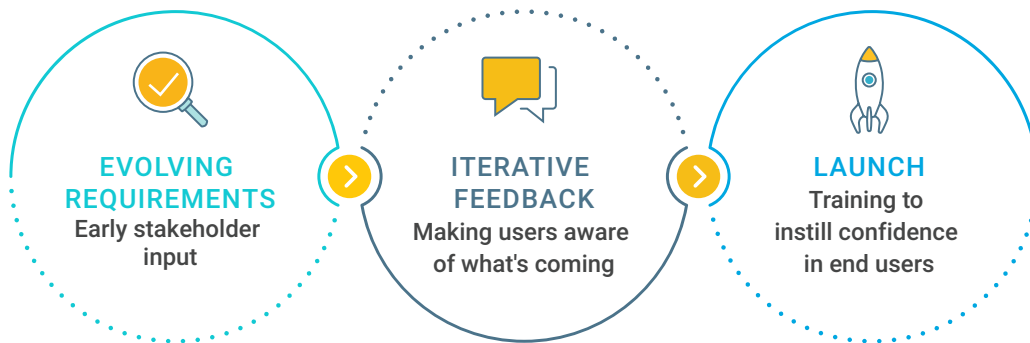 EVOLVING
REQUIREMENTS
Early stakeholder
input
ITERATIVE
FEEDBACK
Making users aware
of what's coming
LAUNCH
Training to
instill confidence
in end users